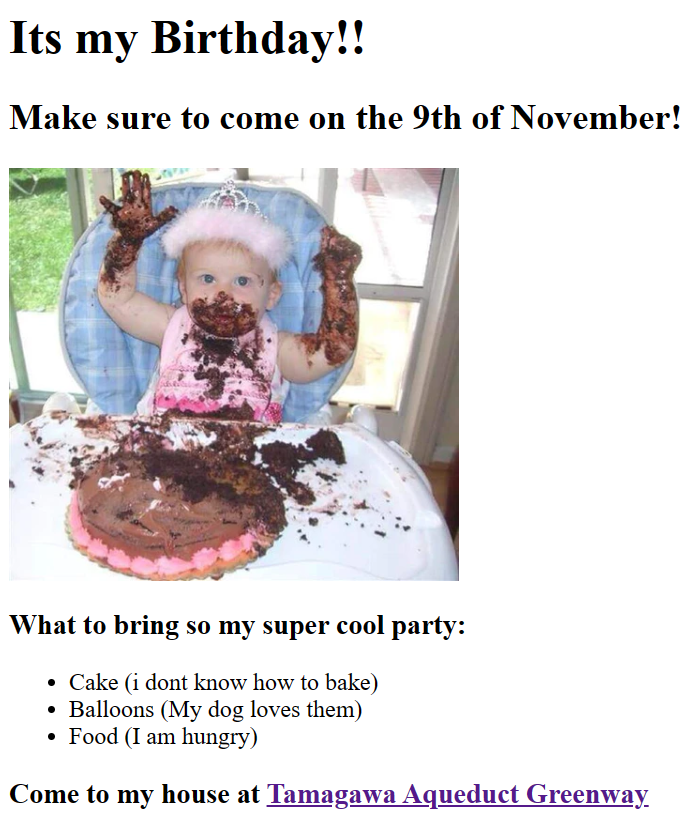 Its my Birthday!!
Make sure to come on the 9th of November!
What to bring so my super cool party:
Cake (i dont know how to bake)
Balloons (My dog loves them)
Food (I am hungry)
Come to my house at Tamagawa Aqueduct Greenway